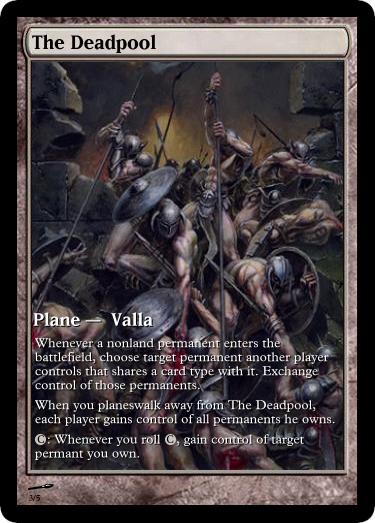 The Deadpool
Plane — Valla
Whenever a nonland permanent enters the
battlefield, choose target permanent another player
controls that shares a card type with it. Exchange
control of those permanents.
When you planeswalk away from The Deadpool,
each player gains control of all permanents he owns.
C: Whenever you roll C, gain control of target
permant you own.
3/5